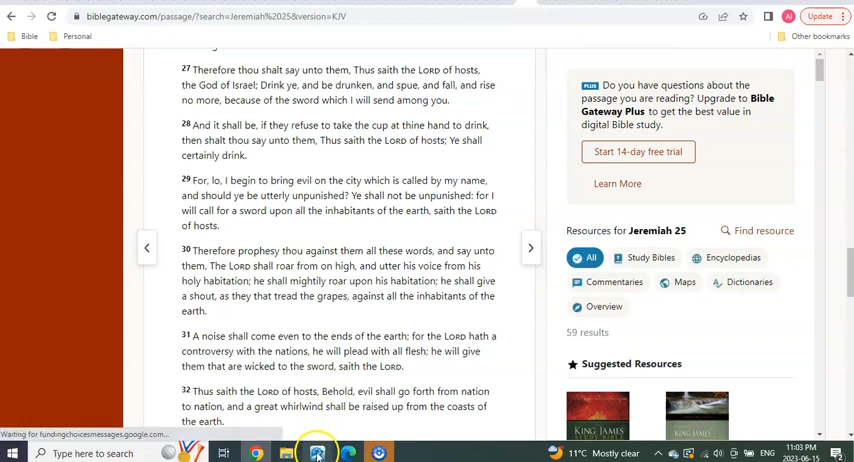 biblegateway.com/passage/?search=Jeremiah%2025&version=KJV
AI
Update
Bible
Personal
Other bookmarks
27 Therefore thou shalt say unto them, Thus saith the LORD of hosts,
the God of Israel; Drink ye, and be drunken, and spue, and fall, and rise
no more, because of the sword which I will send among you.
28 And it shall be, if they refuse to take the cup at thine hand to drink,
then shalt thou say unto them, Thus saith the LORD of hosts; Ye shall
certainly drink.
29 For, lo, I begin to bring evil on the city which is called by my name,
and should ye be utterly unpunished? Ye shall not be unpunished: for I
will call for a sword upon all the inhabitants of the earth, saith the LORD
of hosts.
30 Therefore prophesy thou against them all these words, and say unto
them, The LORD shall roar from on high, and utter his voice from his
holy habitation; he shall mightily roar upon his habitation; he shall give
a shout, as they that tread the grapes, against all the inhabitants of the
earth.
31 A noise shall come even to the ends of the earth; for the LORD hath a
controversy with the nations, he will plead with all flesh; he will give
them that are wicked to the sword, saith the LORD.
32 Thus saith the LORD of hosts, Behold, evil shall go forth from nation
to nation, and a great whirlwind shall be raised up from the coasts of
the earth.
PLUS Do you have questions about the
passage you are reading? Upgrade to Bible
Gateway Plus to get the best value in
digital Bible study.
Start 14-day free trial
Learn More
Resources for Jeremiah 25
Find resource
All
Study Bibles
Encyclopedias
Commentaries
Maps
Dictionaries
Overview
59 results
Suggested Resources
KING JAMES
STUDY BIBLE
KING JAMES
Waiting for fundingchoicesmessages.google.com...
Type here to search
11°C Mostly clear
ENG
11:03 PM
2023-06-15
2